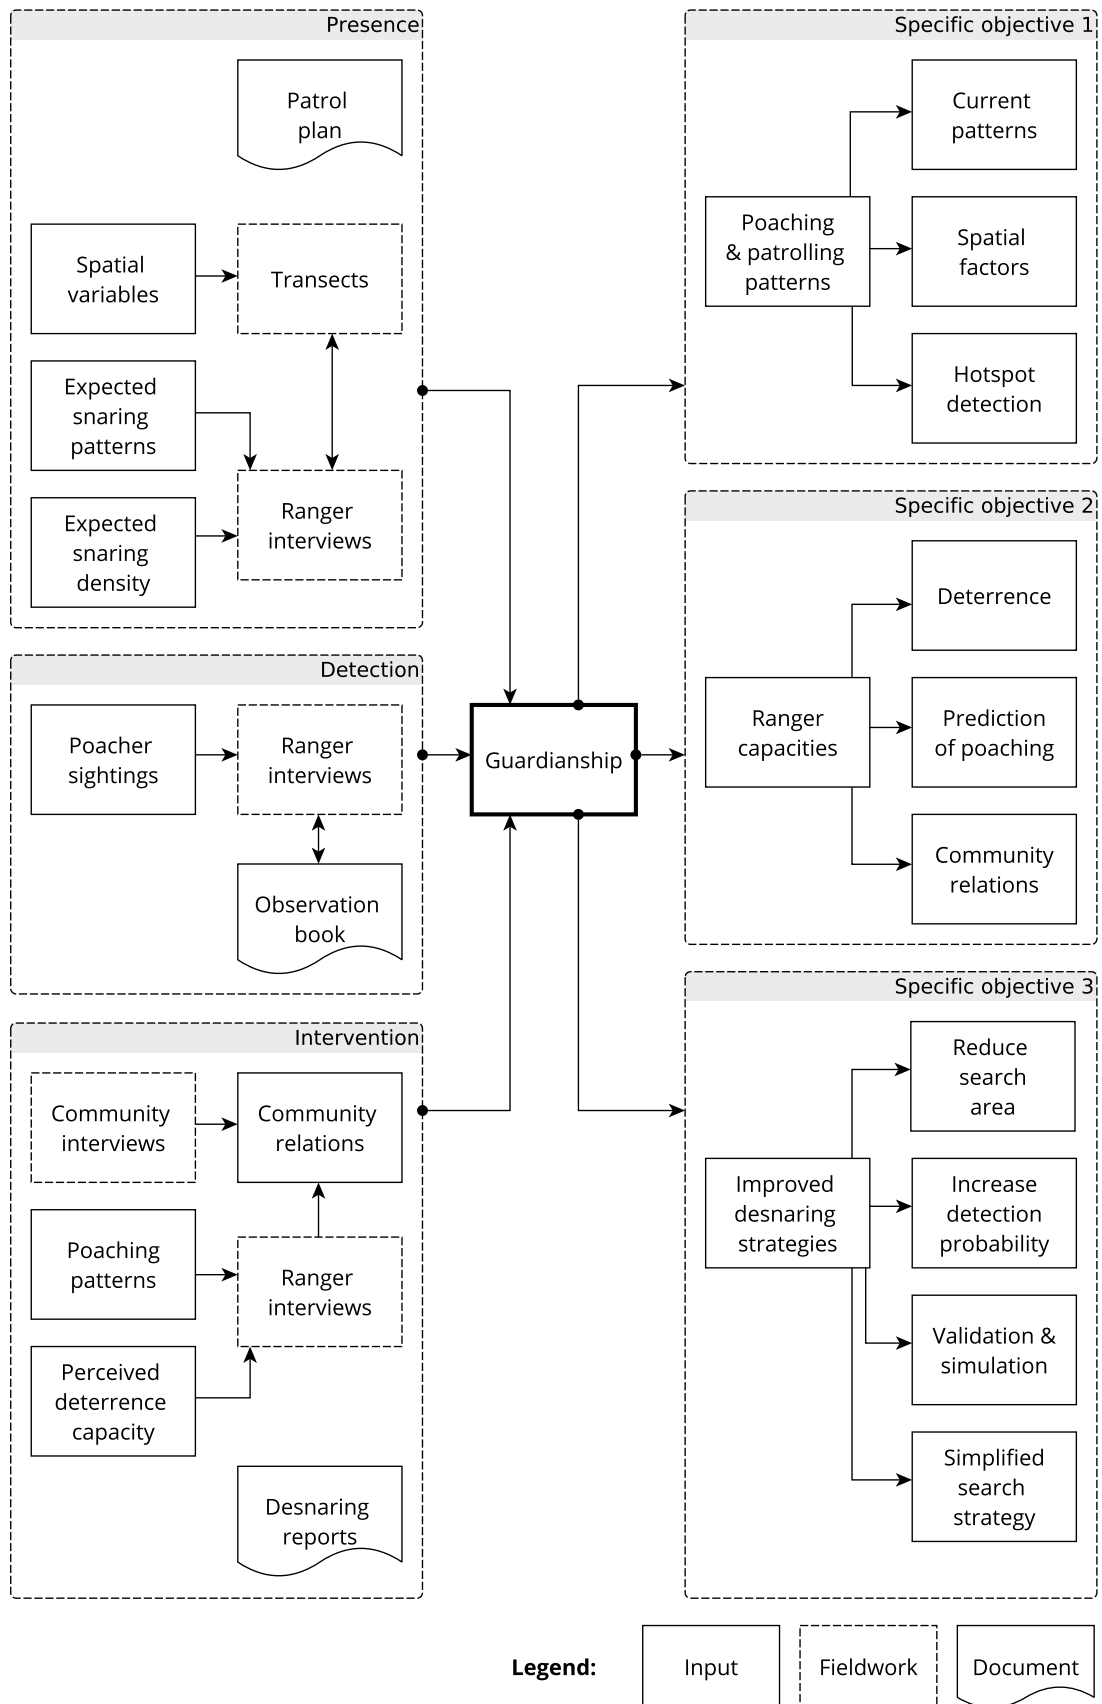 Presence
Patrol
plan
Spatial
variables
Transects
Expected
snaring
patterns
Expected
snaring
density
Ranger
interviews
Detection
Poacher
sightings
Ranger
interviews
Observation
book
Intervention
Community
interviews
Community
relations
Poaching
patterns
Ranger
interviews
Perceived
deterrence
capacity
Desnaring
reports
Guardianship
Specific objective 1
Poaching
& patrolling
patterns
Current
patterns
Spatial
factors
Hotspot
detection
Specific objective 2
Ranger
capacities
Deterrence
Prediction
of poaching
Community
relations
Specific objective 3
Improved
desnaring
strategies
Reduce
search
area
Increase
detection
probability
Validation &
simulation
Simplified
search
strategy
Legend:
Input
Fieldwork
Document